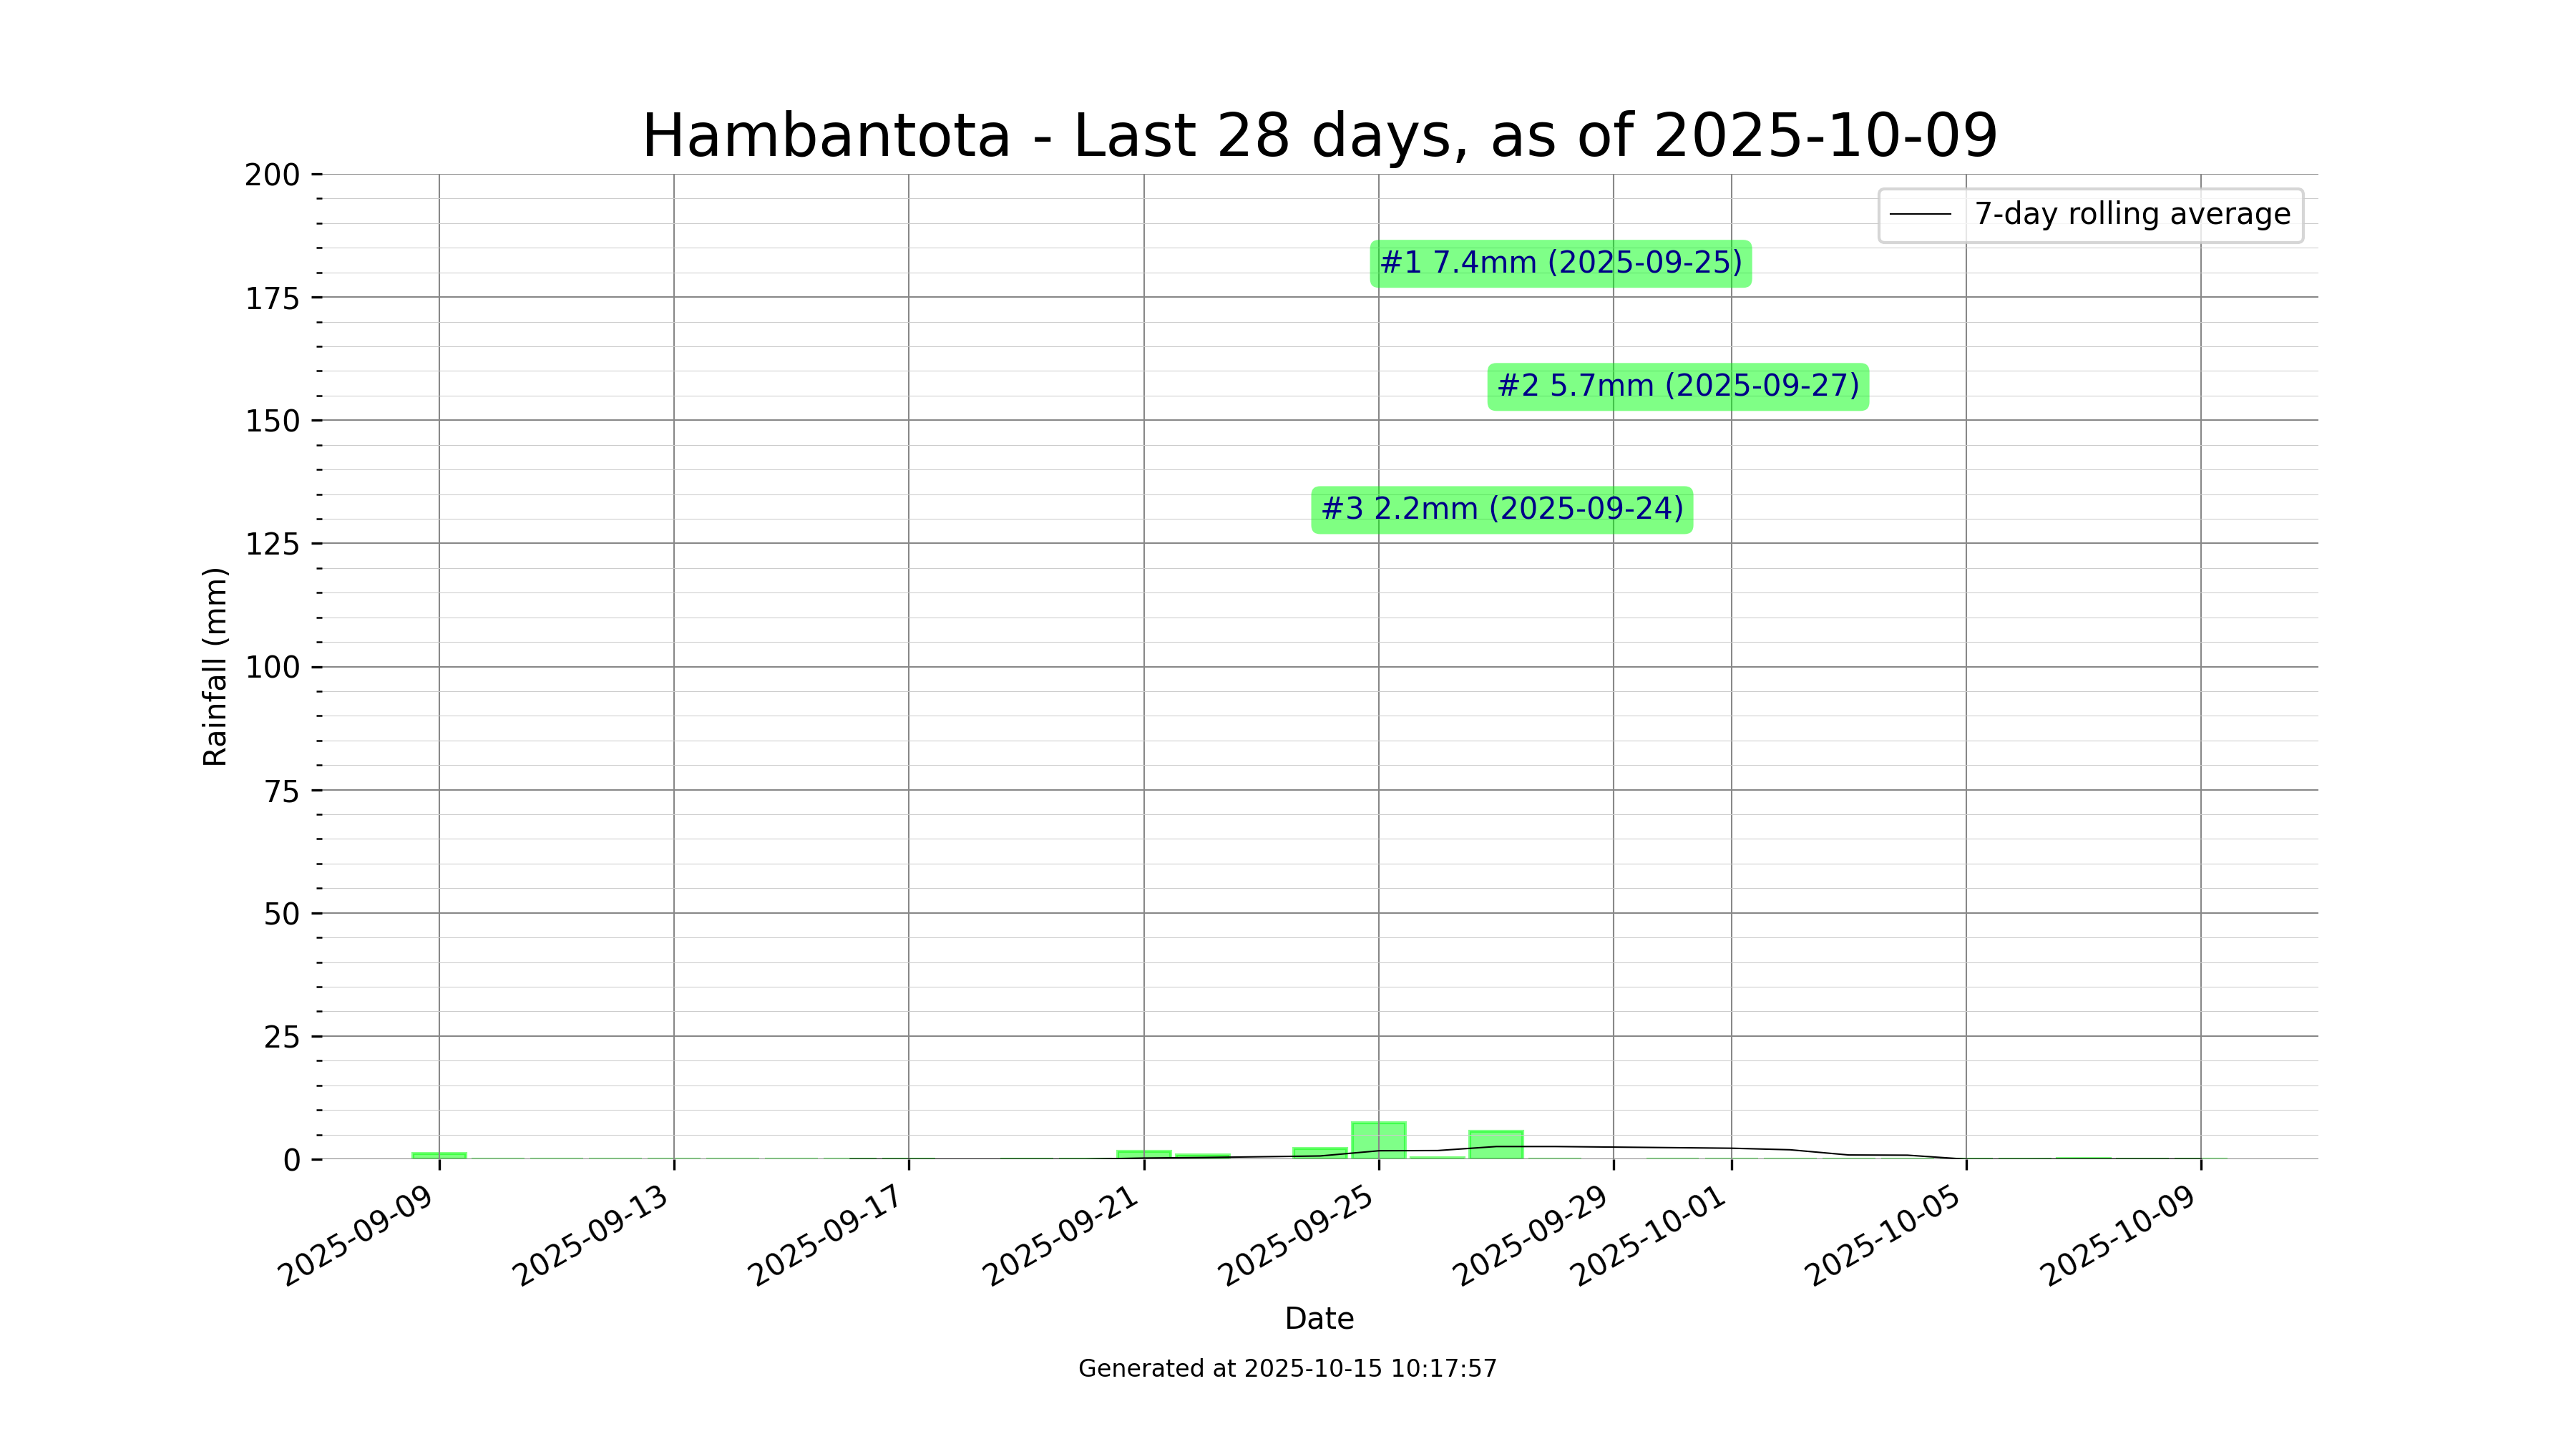 Hambantota - Last 28 days, as of 2025-10-09
200
175
150
125
100
75
50
25
0
Rainfall (mm)
7-day rolling average
#1 7.4mm (2025-09-25)
#2 5.7mm (2025-09-27)
#3 2.2mm (2025-09-24)
2025-09-09
2025-09-13
2025-09-17
2025-09-21
2025-09-25
2025-09-29
2025-10-01
2025-10-05
2025-10-09
Date
Generated at 2025-10-15 10:17:57